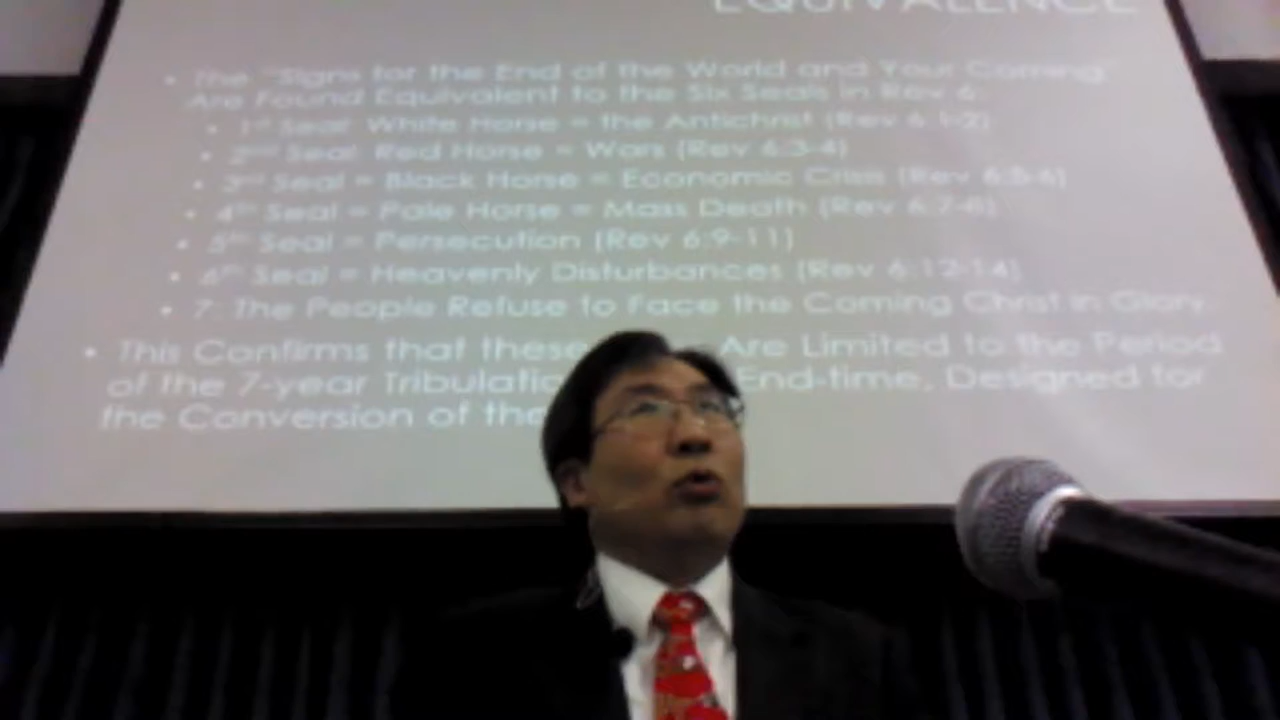 EQUIVALENCE
• The "Signs for the End of the World and Your Coming"
Are Found Equivalent to the Six Seals in Rev 6:
• 1st Seal: White Horse = the Antichrist (Rev 6:1-2)
• 2nd Seal: Red Horse = Wars (Rev 6:3-4)
• 3rd Seal = Black Horse = Economic Crisis (Rev 6:5-6)
• 4th Seal = Pale Horse = Mass Death (Rev 6:7-8)
• 5th Seal = Persecution (Rev 6:9-11)
• 6th Seal = Heavenly Disturbances (Rev 6:12-14)
• 7: The People Refuse to Face the Coming Christ in Glory
• This Confirms that these Are Limited to the Period
of the 7-year End-time, Designed for
the Conversion of the